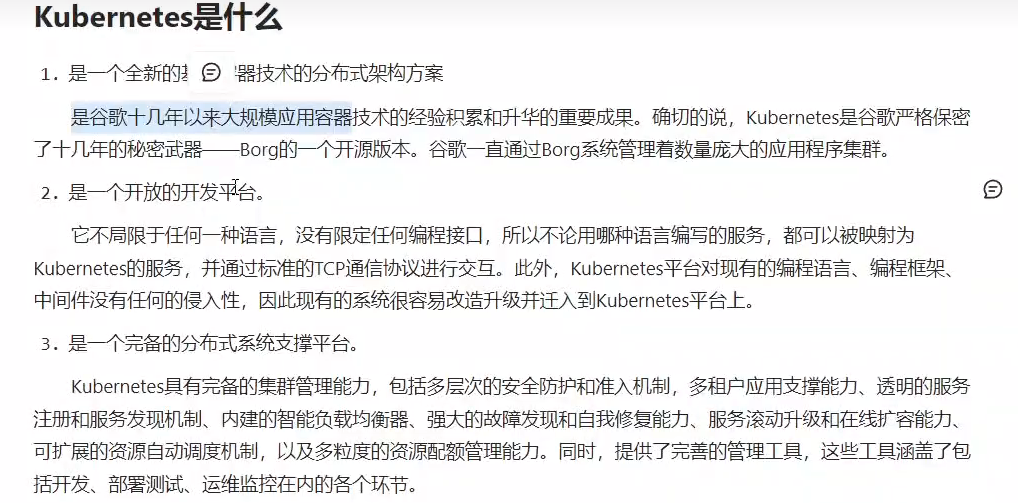 Kubernetes是什么
1．是一个全新的基 器技术的分布式架构方案
是谷歌十几年以来大规模应用容器技术的经验积累和升华的重要成果。确切的说，Kubernetes是谷歌严格保密
了十几年的秘密武器——Borg的一个开源版本。谷歌一直通过Borg系统管理着数量庞大的应用程序集群。
2．是一个开放的开发平台。
它不局限于任何一种语言，没有限定任何编程接口，所以不论用哪种语言编写的服务，都可以被映射为
Kubernetes的服务，并通过标准的TCP通信协议进行交互。此外，Kubernetes平台对现有的编程语言、编程框架、
中间件没有任何的侵入性，因此现有的系统很容易改造升级并迁入到Kubernetes平台上。
3．是一个完备的分布式系统支撑平台。
Kubernetes具有完备的集群管理能力，包括多层次的安全防护和准入机制，多租户应用支撑能力、透明的服务
注册和服务发现机制、内建的智能负载均衡器、强大的故障发现和自我修复能力、服务滚动升级和在线扩容能力、
可扩展的资源自动调度机制，以及多粒度的资源配额管理能力。同时，提供了完善的管理工具，这些工具涵盖了包
括开发、部署测试、运维监控在内的各个环节。